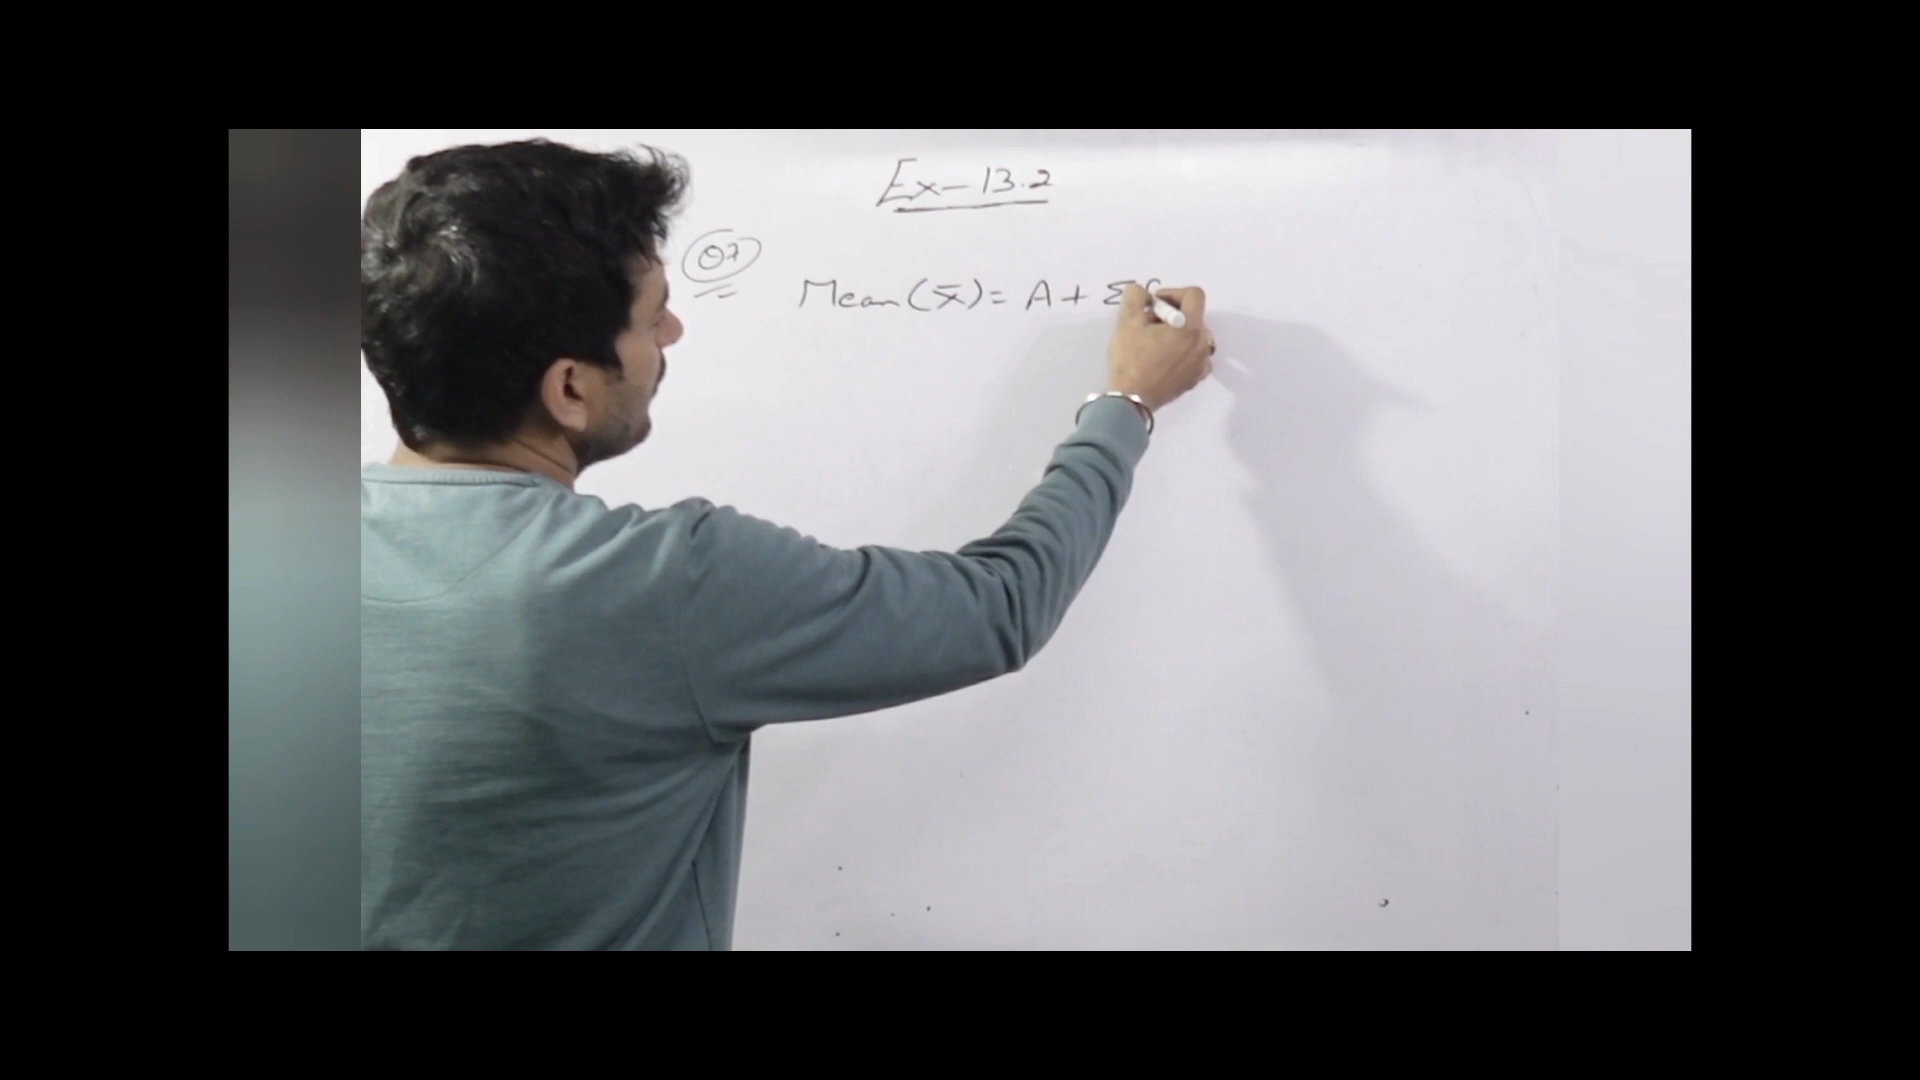 Ex-13.2
Q7
Mean (x̄) = A + Σf